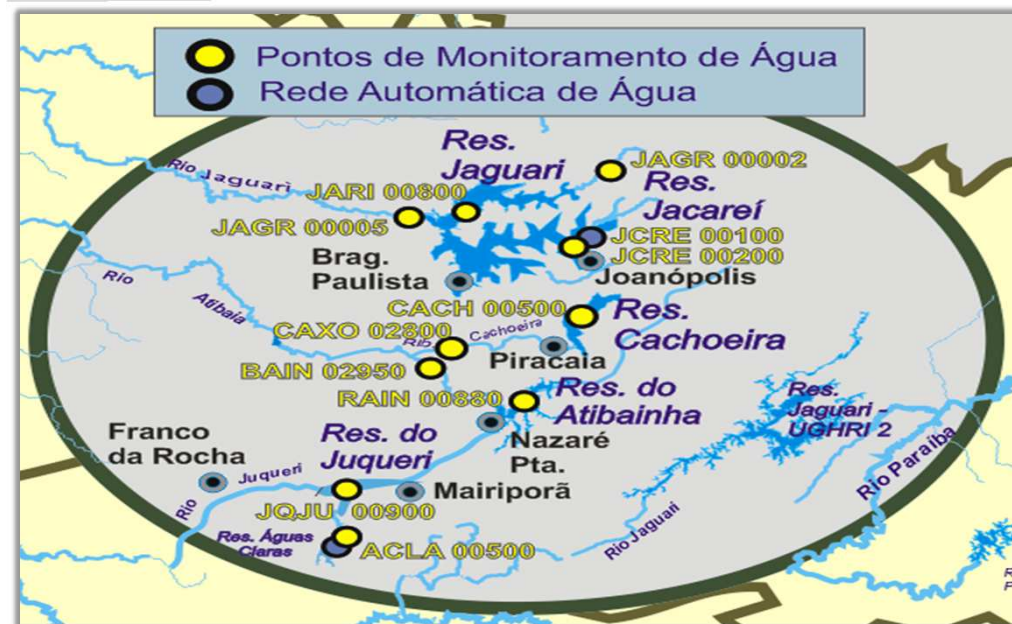 Pontos de Monitoramento de Água
Rede Automática de Água
Res.
Jaguari
JAGR 00002
Rio Jaguari
JARI 00800
Res.
Jacareí
JAGR 00005
JCRE 00100
JCRE 00200
Brag.
Paulista
Joanópolis
Rio
Atibaia
CACH 00500
Res.
Cachoeira
CAXO 02800
Rib. Cachoeira
Piracaia
BAIN 02950
RAIN 00880
Res. do
Atibainha
Res.
Jaguari -
UGHRI 2
Franco
da Rocha
Res. do
Juqueri
Nazaré
Pta.
Rio Paraíba
Rio Juqueri
Mairiporã
JQJU 00900
Rio Jaguari
Res. Águas
Claras
ACLA 00500